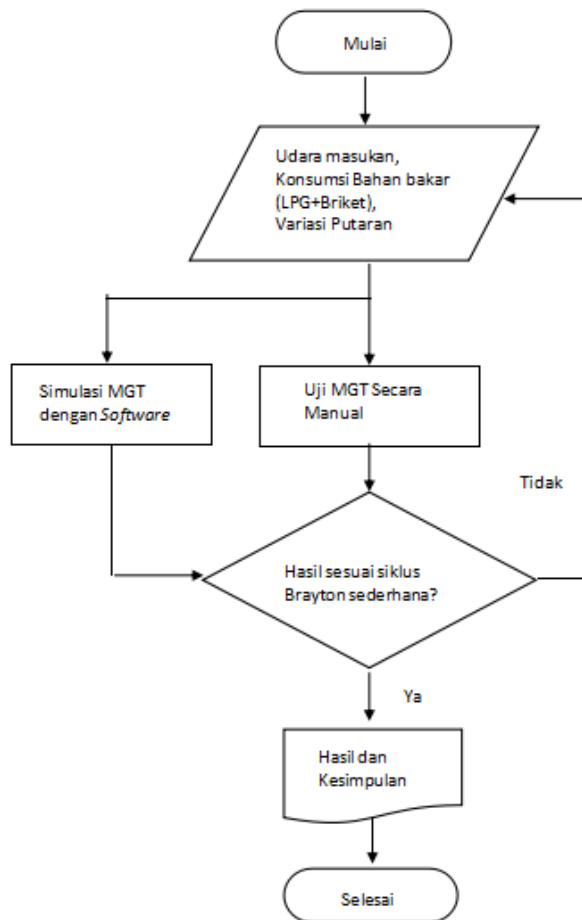 Mulai
Udara masukan,
Konsumsi Bahan bakar
(LPG+Briket),
Variasi Putaran
Simulasi MGT
dengan Software
Uji MGT Secara
Manual
Tidak
Hasil sesuai siklus
Brayton sederhana?
Ya
Hasil dan
Kesimpulan
Selesai